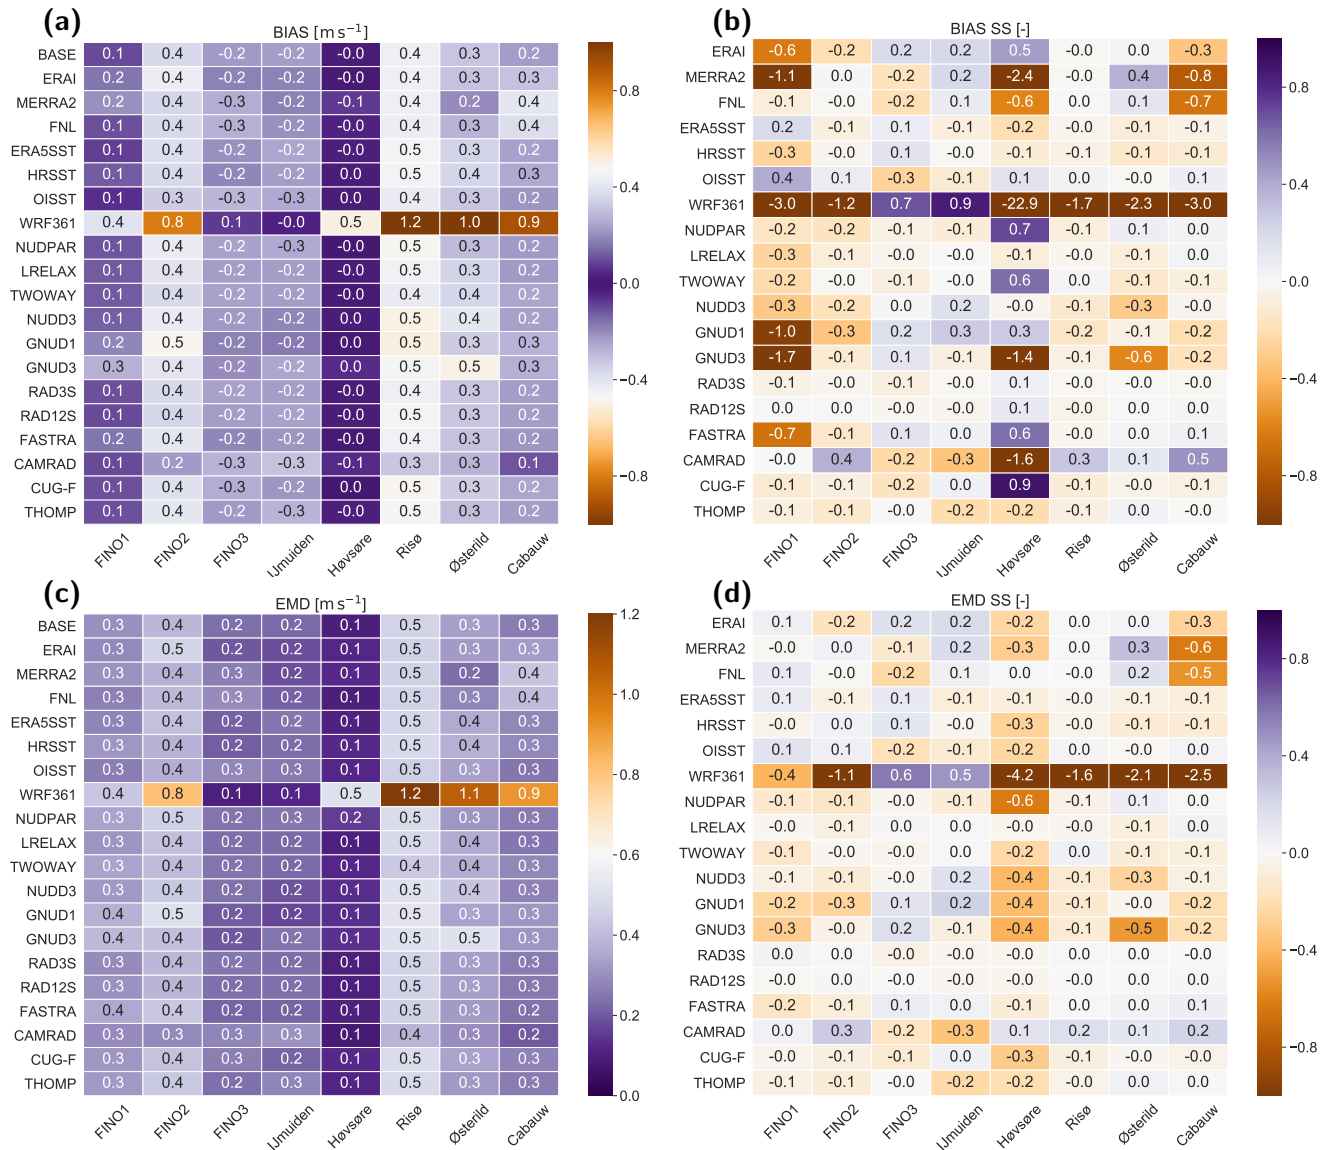 (a)
BIAS [m s⁻¹]
BASE 0.1 0.4 -0.2 -0.2 -0.0 0.4 0.3 0.2
ERAI 0.2 0.4 -0.2 -0.2 -0.0 0.4 0.3 0.3
MERRA2 0.2 0.4 -0.3 -0.2 -0.1 0.4 0.2 0.4
FNL 0.1 0.4 -0.3 -0.2 -0.0 0.4 0.3 0.4
ERA5SST 0.1 0.4 -0.2 -0.2 -0.0 0.5 0.3 0.2
HRSST 0.1 0.4 -0.2 -0.2 0.0 0.5 0.4 0.3
OISST 0.1 0.3 -0.3 -0.3 0.0 0.4 0.3 0.2
WRF361 0.4 0.8 0.1 -0.0 0.5 1.2 1.0 0.9
NUDPAR 0.1 0.4 -0.2 -0.3 -0.0 0.5 0.3 0.2
LRELAX 0.1 0.4 -0.2 -0.2 -0.0 0.5 0.3 0.2
TWOWAY 0.1 0.4 -0.2 -0.2 -0.0 0.4 0.4 0.2
NUDD3 0.1 0.4 -0.2 -0.2 0.0 0.5 0.4 0.2
GNUD1 0.2 0.5 -0.2 -0.2 0.0 0.5 0.3 0.3
GNUD3 0.3 0.4 -0.2 -0.2 0.0 0.5 0.5 0.3
RAD3S 0.1 0.4 -0.2 -0.2 0.0 0.4 0.3 0.2
RAD12S 0.1 0.4 -0.2 -0.2 -0.0 0.5 0.3 0.2
FASTRA 0.2 0.4 -0.2 -0.2 -0.0 0.4 0.3 0.2
CAMRAD 0.1 0.2 -0.3 -0.3 -0.1 0.3 0.3 0.1
CUG-F 0.1 0.4 -0.3 -0.2 0.0 0.5 0.3 0.2
THOMP 0.1 0.4 -0.2 -0.3 -0.0 0.5 0.3 0.2
FINO1 FINO2 FINO3 IJmuiden Høvsøre Risø Østerild Cabauw
0.8
0.4
0.0
−0.4
−0.8
(b)
BIAS SS [-]
ERAI -0.6 -0.2 0.2 0.2 0.5 -0.0 0.0 -0.3
MERRA2 -1.1 0.0 -0.2 0.2 -2.4 -0.0 0.4 -0.8
FNL -0.1 -0.0 -0.2 0.1 -0.6 0.0 0.1 -0.7
ERA5SST 0.2 -0.1 0.1 -0.1 -0.2 -0.0 -0.1 -0.1
HRSST -0.3 -0.0 0.1 -0.0 -0.1 -0.1 -0.1 -0.1
OISST 0.4 0.1 -0.3 -0.1 0.1 0.0 -0.0 0.1
WRF361 -3.0 -1.2 0.7 0.9 -22.9 -1.7 -2.3 -3.0
NUDPAR -0.2 -0.2 -0.1 -0.1 0.7 -0.1 0.1 0.0
LRELAX -0.3 -0.1 -0.0 -0.0 0.1 -0.0 -0.1 0.0
TWOWAY -0.2 -0.1 -0.0 -0.0 0.6 0.0 -0.1 -0.1
NUDD3 -0.3 -0.2 0.0 0.2 -0.0 -0.1 -0.3 -0.0
GNUD1 -1.0 -0.3 0.2 0.3 0.3 -0.2 -0.1 -0.2
GNUD3 -1.7 -0.1 0.1 -0.1 -1.4 -0.1 -0.6 -0.2
RAD3S -0.1 -0.0 -0.1 -0.0 0.1 -0.0 -0.0 -0.0
RAD12S 0.0 0.0 -0.0 -0.0 0.1 -0.0 0.0 0.0
FASTRA -0.7 -0.1 0.1 0.0 0.6 -0.0 0.0 0.1
CAMRAD -0.0 0.4 -0.2 -0.3 -1.6 0.3 0.1 0.5
CUG-F -0.1 -0.1 -0.2 0.0 0.9 -0.1 -0.0 -0.1
THOMP -0.1 -0.1 -0.0 -0.2 -0.2 -0.1 0.0 -0.0
FINO1 FINO2 FINO3 IJmuiden Høvsøre Risø Østerild Cabauw
0.8
0.4
0.0
−0.4
−0.8
(c)
EMD [m s⁻¹]
BASE 0.3 0.4 0.2 0.2 0.1 0.5 0.3 0.3
ERAI 0.3 0.5 0.2 0.2 0.1 0.5 0.3 0.3
MERRA2 0.3 0.4 0.3 0.2 0.1 0.5 0.2 0.4
FNL 0.3 0.4 0.3 0.2 0.1 0.5 0.3 0.4
ERA5SST 0.3 0.4 0.2 0.2 0.1 0.5 0.4 0.3
HRSST 0.3 0.4 0.2 0.2 0.1 0.5 0.4 0.3
OISST 0.3 0.4 0.3 0.3 0.1 0.5 0.3 0.3
WRF361 0.4 0.8 0.1 0.1 0.5 1.2 1.1 0.9
NUDPAR 0.3 0.5 0.2 0.3 0.2 0.5 0.3 0.3
LRELAX 0.3 0.4 0.2 0.2 0.1 0.5 0.4 0.3
TWOWAY 0.3 0.4 0.2 0.2 0.1 0.4 0.4 0.3
NUDD3 0.3 0.4 0.2 0.2 0.1 0.5 0.4 0.3
GNUD1 0.4 0.5 0.2 0.2 0.1 0.5 0.3 0.3
GNUD3 0.4 0.4 0.2 0.2 0.1 0.5 0.5 0.3
RAD3S 0.3 0.4 0.2 0.2 0.1 0.5 0.3 0.3
RAD12S 0.3 0.4 0.2 0.2 0.1 0.5 0.3 0.3
FASTRA 0.4 0.4 0.2 0.2 0.1 0.5 0.3 0.2
CAMRAD 0.3 0.3 0.3 0.3 0.1 0.4 0.3 0.2
CUG-F 0.3 0.4 0.3 0.2 0.1 0.5 0.3 0.3
THOMP 0.3 0.4 0.2 0.3 0.1 0.5 0.3 0.3
FINO1 FINO2 FINO3 IJmuiden Høvsøre Risø Østerild Cabauw
1.2
1.0
0.8
0.6
0.4
0.2
0.0
(d)
EMD SS [-]
ERAI 0.1 -0.2 0.2 0.2 -0.2 0.0 0.0 -0.3
MERRA2 -0.0 0.0 -0.1 0.2 -0.3 0.0 0.3 -0.6
FNL 0.1 -0.0 -0.2 0.1 0.0 0.0 0.2 -0.5
ERA5SST 0.1 -0.1 0.1 -0.1 -0.1 -0.0 -0.1 -0.1
HRSST -0.0 0.0 0.1 -0.0 -0.3 -0.0 -0.1 -0.1
OISST 0.1 0.1 -0.2 -0.1 -0.2 0.0 -0.0 0.0
WRF361 -0.4 -1.1 0.6 0.5 -4.2 -1.6 -2.1 -2.5
NUDPAR -0.1 -0.1 -0.0 -0.1 -0.6 -0.1 0.1 0.0
LRELAX -0.0 -0.1 0.0 0.0 -0.0 -0.0 -0.1 0.0
TWOWAY -0.1 -0.0 -0.0 -0.0 -0.2 0.0 -0.1 -0.1
NUDD3 -0.1 -0.1 -0.0 0.2 -0.4 -0.1 -0.3 -0.1
GNUD1 -0.2 -0.3 0.1 0.2 -0.4 -0.1 -0.0 -0.2
GNUD3 -0.3 -0.0 0.2 -0.1 -0.4 -0.1 -0.5 -0.2
RAD3S 0.0 0.0 -0.0 -0.0 0.0 -0.0 -0.0 -0.0
RAD12S -0.0 0.0 -0.0 -0.0 -0.0 -0.0 0.0 0.0
FASTRA -0.2 -0.1 0.1 0.0 -0.1 0.0 0.0 0.1
CAMRAD 0.0 0.3 -0.2 -0.3 0.1 0.2 0.1 0.2
CUG-F -0.0 -0.1 -0.1 0.0 -0.3 -0.1 -0.0 -0.0
THOMP -0.1 -0.1 -0.0 -0.2 -0.2 -0.0 0.0 0.0
FINO1 FINO2 FINO3 IJmuiden Høvsøre Risø Østerild Cabauw
0.8
0.4
0.0
−0.4
−0.8